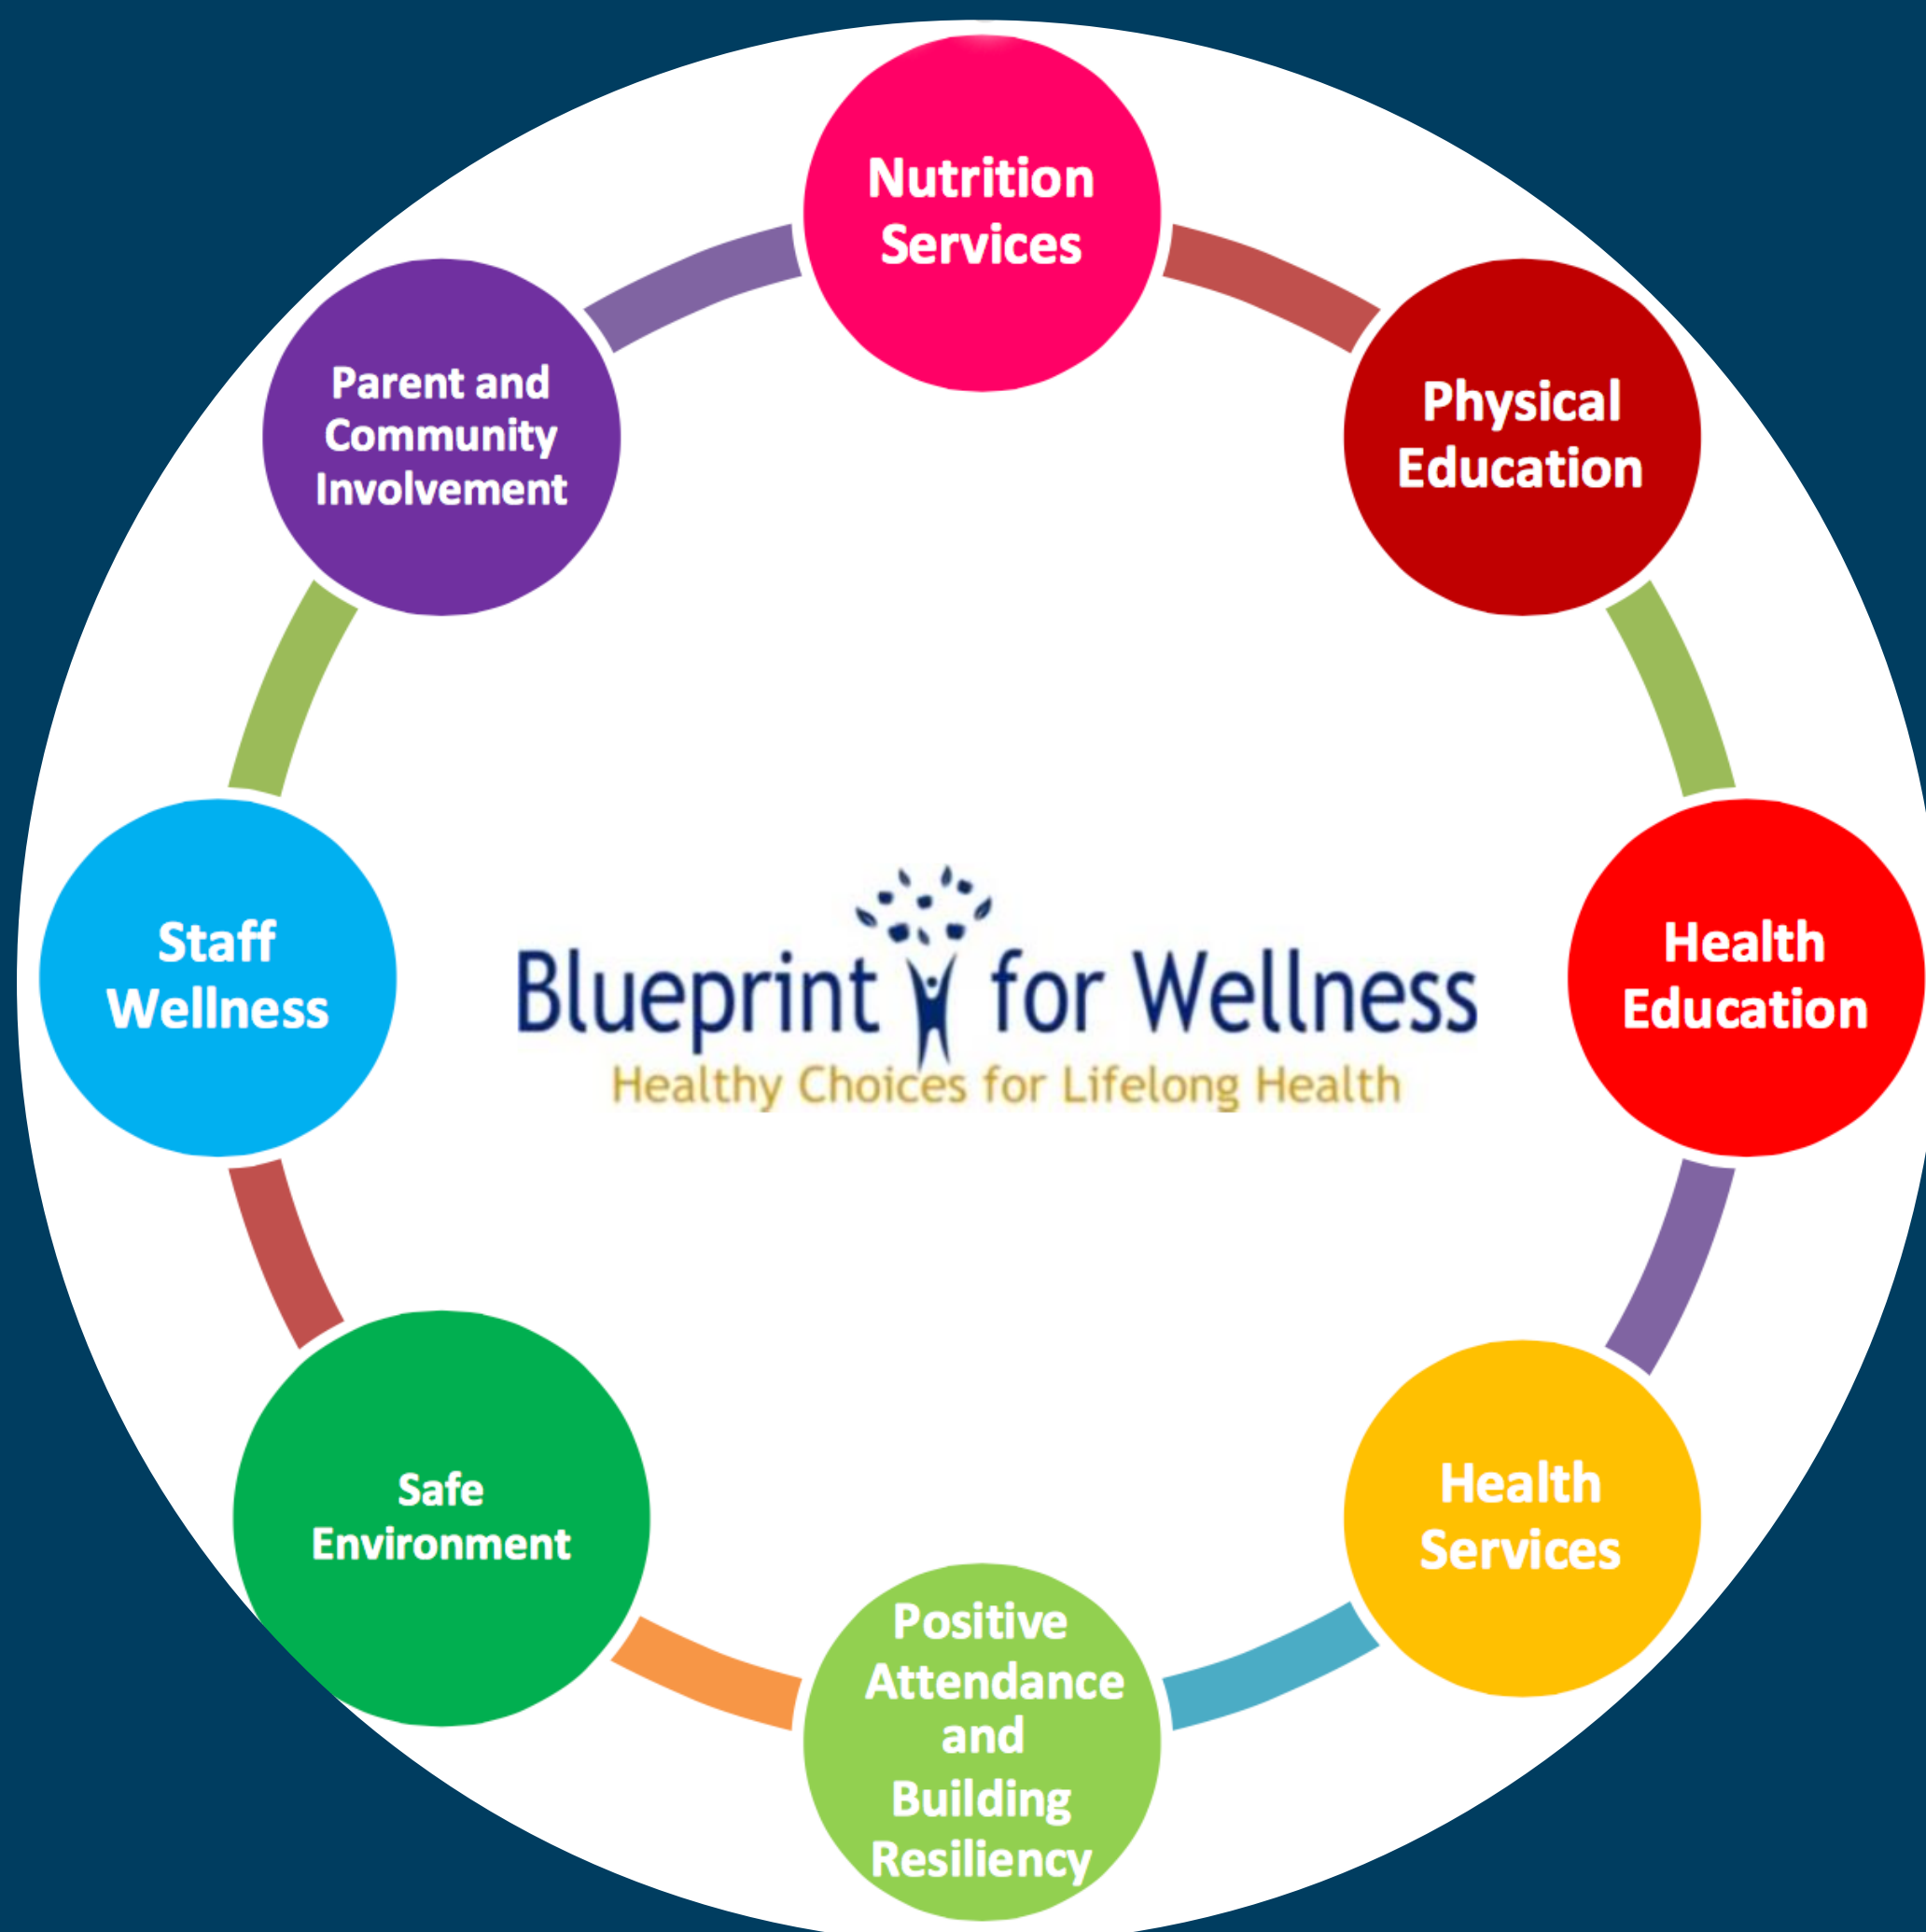 Nutrition
Services
Physical
Education
Health
Education
Health
Services
Positive
Attendance
and
Building
Resiliency
Safe
Environment
Staff
Wellness
Parent and
Community
Involvement
Blueprint for Wellness
Healthy Choices for Lifelong Health